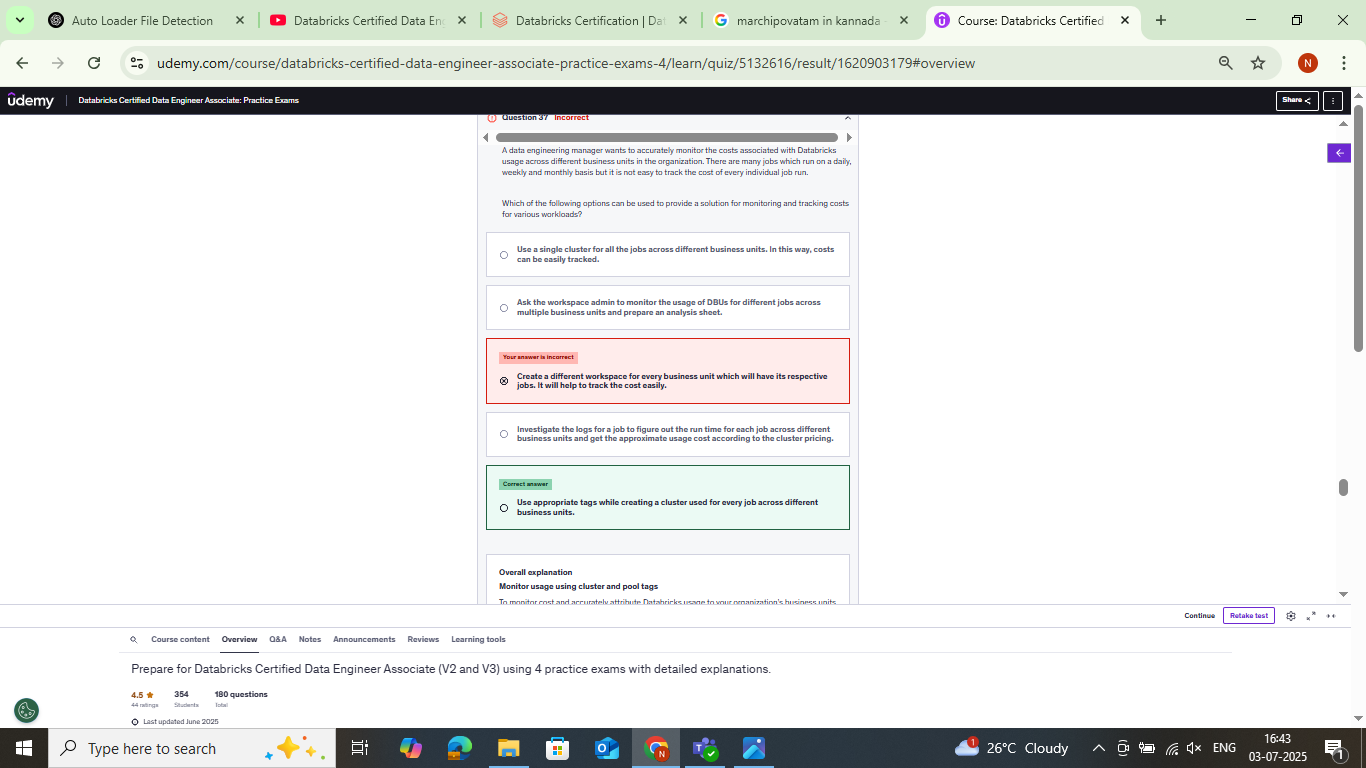 Auto Loader File Detection
Databricks Certified Data En
Databricks Certification | Dat
marchipovatam in kannada -
Course: Databricks Certified
udemy.com/course/databricks-certified-data-engineer-associate-practice-exams-4/learn/quiz/5132616/result/1620903179#overview
N
ûdemy
Databricks Certified Data Engineer Associate: Practice Exams
Share
Question 37 Incorrect
A data engineering manager wants to accurately monitor the costs associated with Databricks
usage across different business units in the organization. There are many jobs which run on a daily,
weekly and monthly basis but it is not easy to track the cost of every individual job run.
Which of the following options can be used to provide a solution for monitoring and tracking costs
for various workloads?
Use a single cluster for all the jobs across different business units. In this way, costs
can be easily tracked.
Ask the workspace admin to monitor the usage of DBUs for different jobs across
multiple business units and prepare an analysis sheet.
Your answer is incorrect
Create a different workspace for every business unit which will have its respective
jobs. It will help to track the cost easily.
Investigate the logs for a job to figure out the run time for each job across different
business units and get the approximate usage cost according to the cluster pricing.
Correct answer
Use appropriate tags while creating a cluster used for every job across different
business units.
Overall explanation
Monitor usage using cluster and pool tags
To monitor cost and accurately attribute Databricks usage to your organization's business units
Continue
Retake test
Course content
Overview
Q&A
Notes
Announcements
Reviews
Learning tools
Prepare for Databricks Certified Data Engineer Associate (V2 and V3) using 4 practice exams with detailed explanations.
4.5
354
180 questions
44 ratings
Students
Total
Last updated June 2025
Type here to search
26°C Cloudy
ENG
16:43
03-07-2025
1